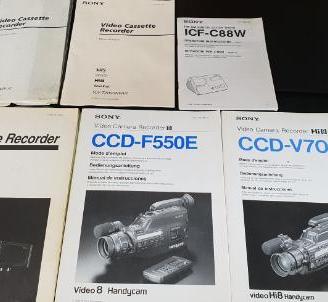 Video Cassette
Recorder
SONY
Video Cassette
Recorder
VHS
Hi8
SONY
ICF-C88W
e Recorder
SONY
Video Camera Recorder 8
CCD-F550E
Mode d'emploi
Bedienungsanleitung
Manual de instrucciones
Video 8 Handycam
SONY
Video Camera Recorder Hi8
CCD-V70
Mode d'emploi
Bedienungsanleitung
Manual de instrucciones
video Hi8 Handycam